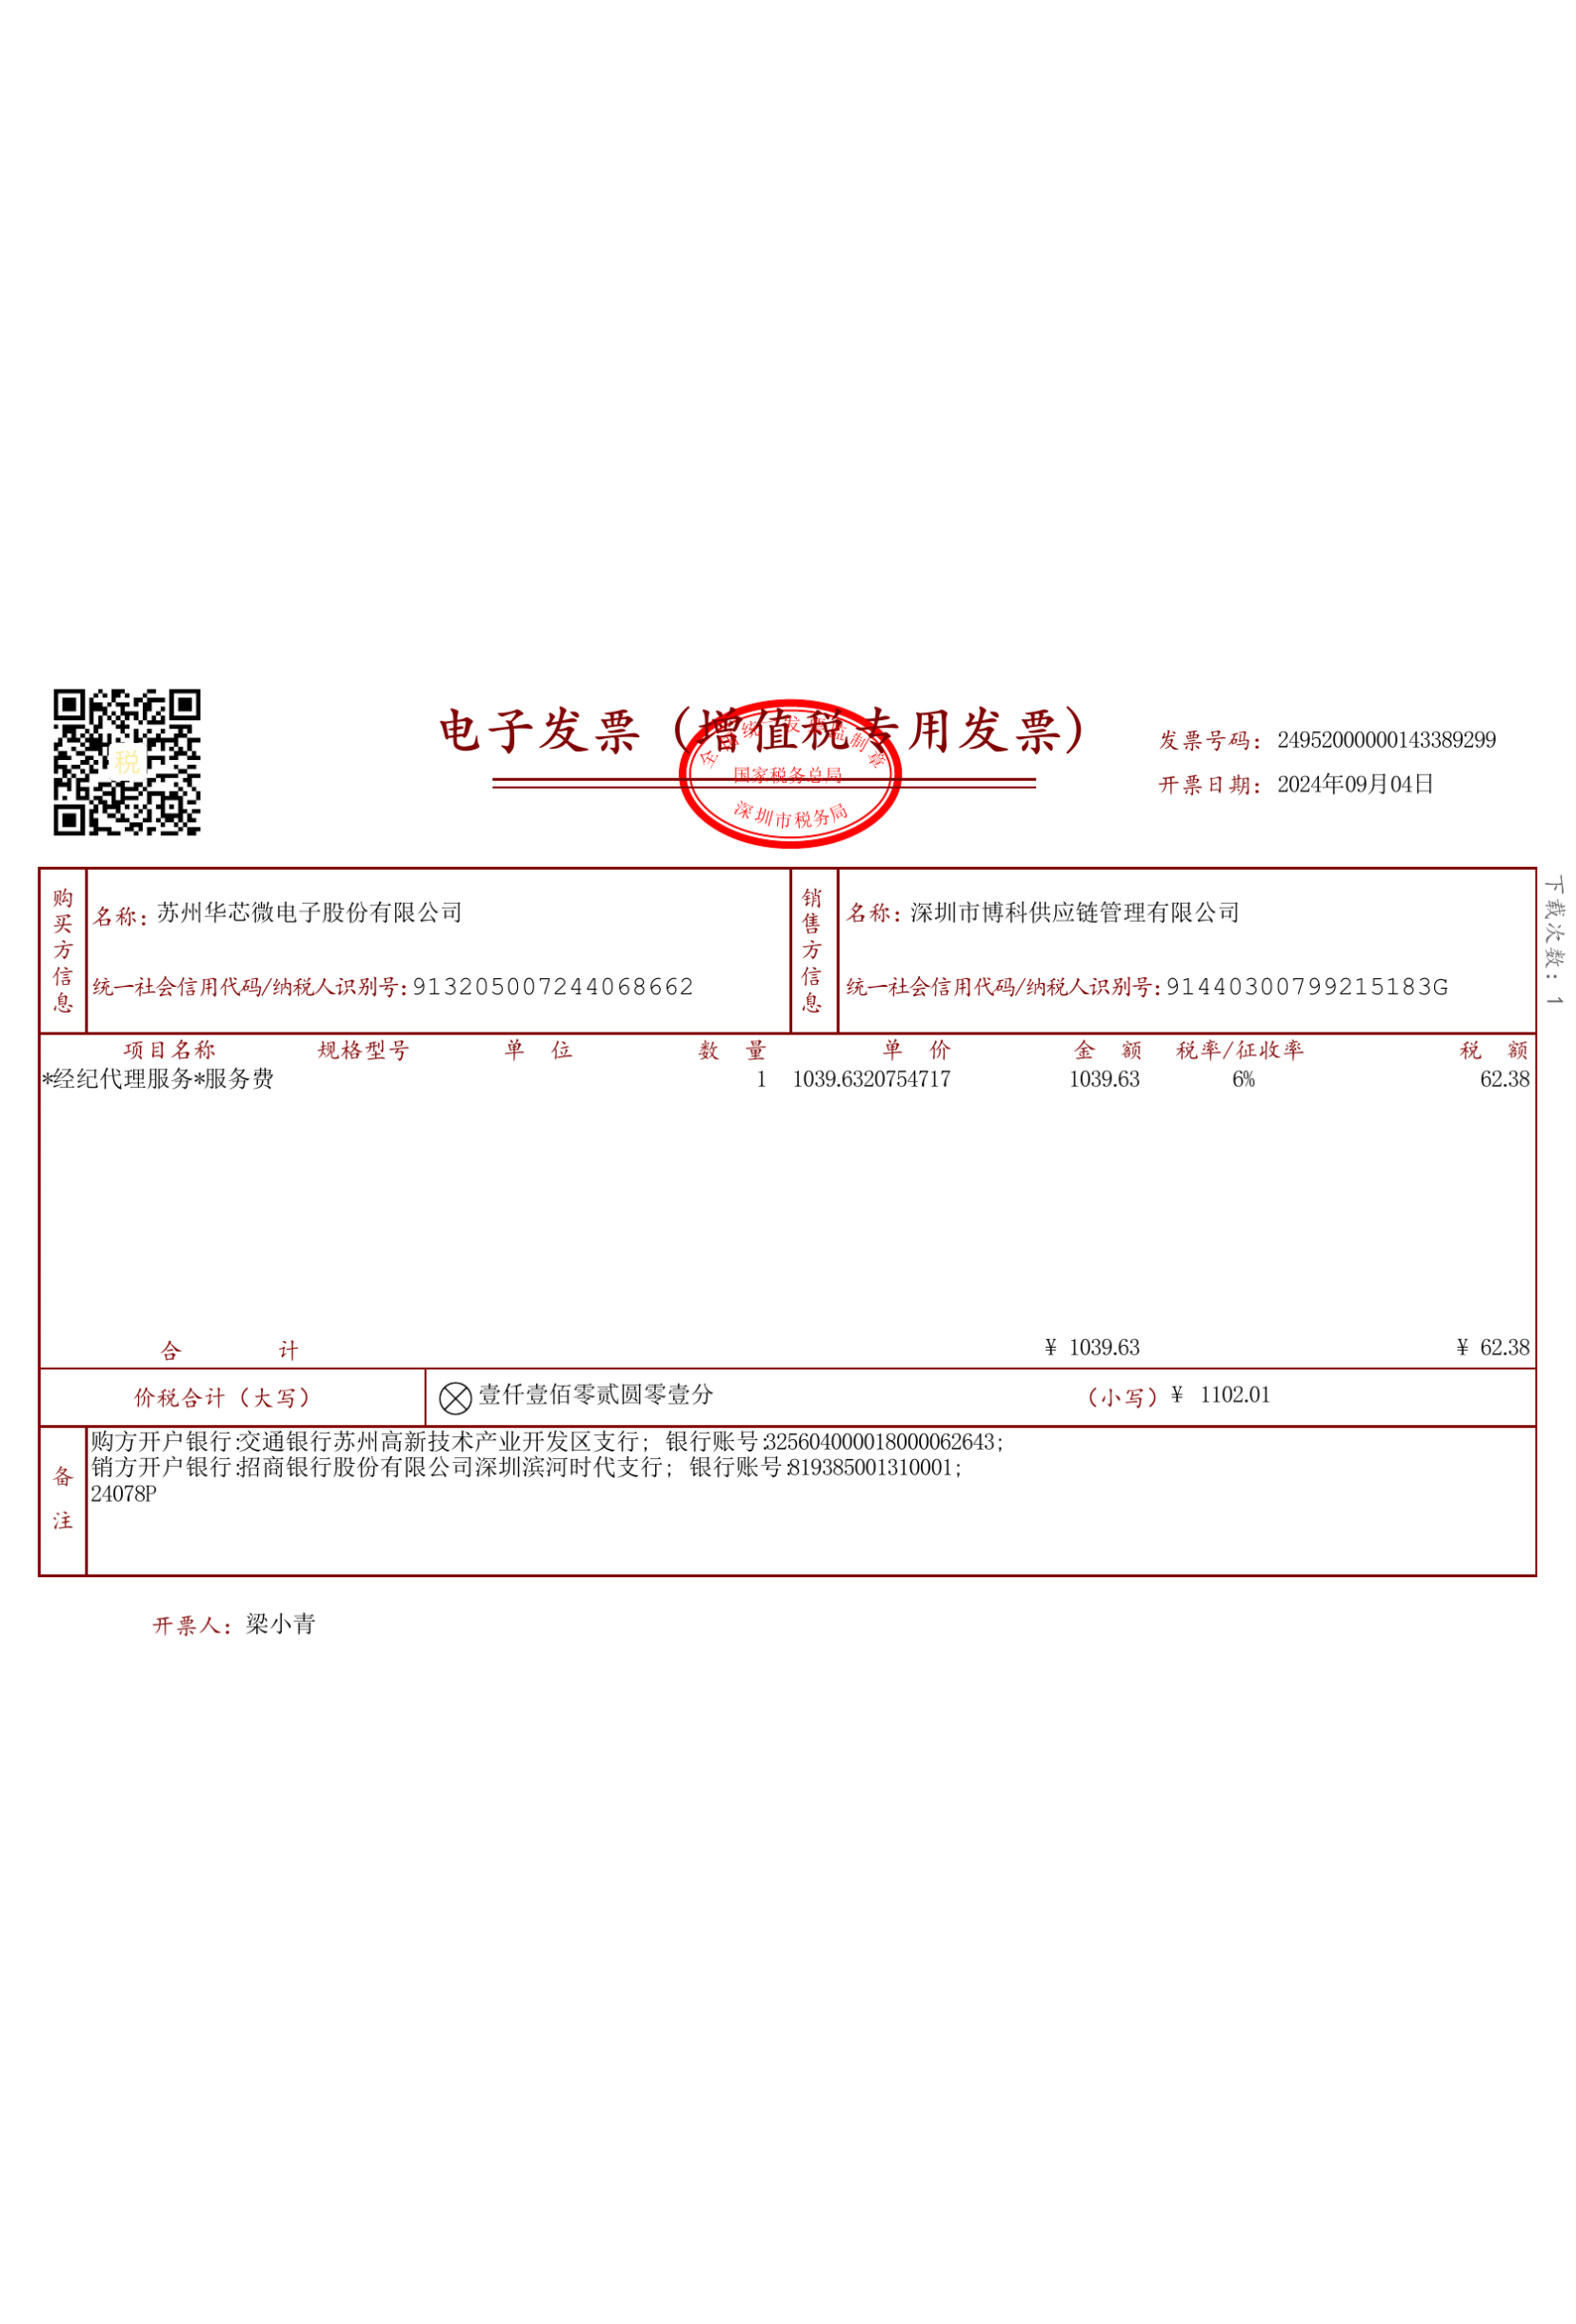 税
电子发票（增值税专用发票）
全国统一发票监制章
国家税务总局
深圳市税务局
发票号码：24952000000143389299
开票日期：2024年09月04日
下载次数：1
购买方信息
名称：苏州华芯微电子股份有限公司
统一社会信用代码/纳税人识别号：913205007244068662
销售方信息
名称：深圳市博科供应链管理有限公司
统一社会信用代码/纳税人识别号：91440300799215183G
项目名称 规格型号 单 位 数 量 单 价 金 额 税率/征收率 税 额
*经纪代理服务*服务费 1 1039.6320754717 1039.63 6% 62.38
合 计 ¥ 1039.63 ¥ 62.38
价税合计（大写） 壹仟壹佰零贰圆零壹分 （小写）¥ 1102.01
备注
购方开户银行:交通银行苏州高新技术产业开发区支行; 银行账号:325604000018000062643;
销方开户银行:招商银行股份有限公司深圳滨河时代支行; 银行账号:819385001310001;
24078P
开票人：梁小青